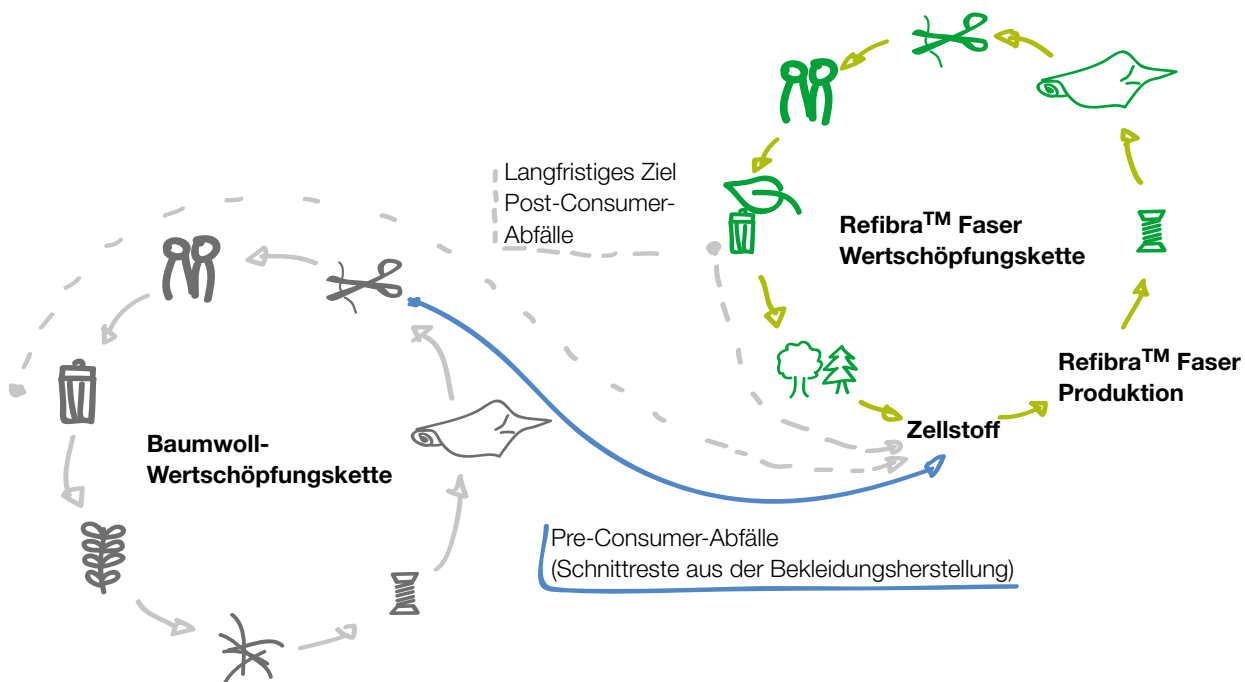 Langfristiges Ziel
Post-Consumer-
Abfälle
Refibra™ Faser
Wertschöpfungskette
Refibra™ Faser
Produktion
Zellstoff
Baumwoll-
Wertschöpfungskette
Pre-Consumer-Abfälle
(Schnittreste aus der Bekleidungsherstellung)